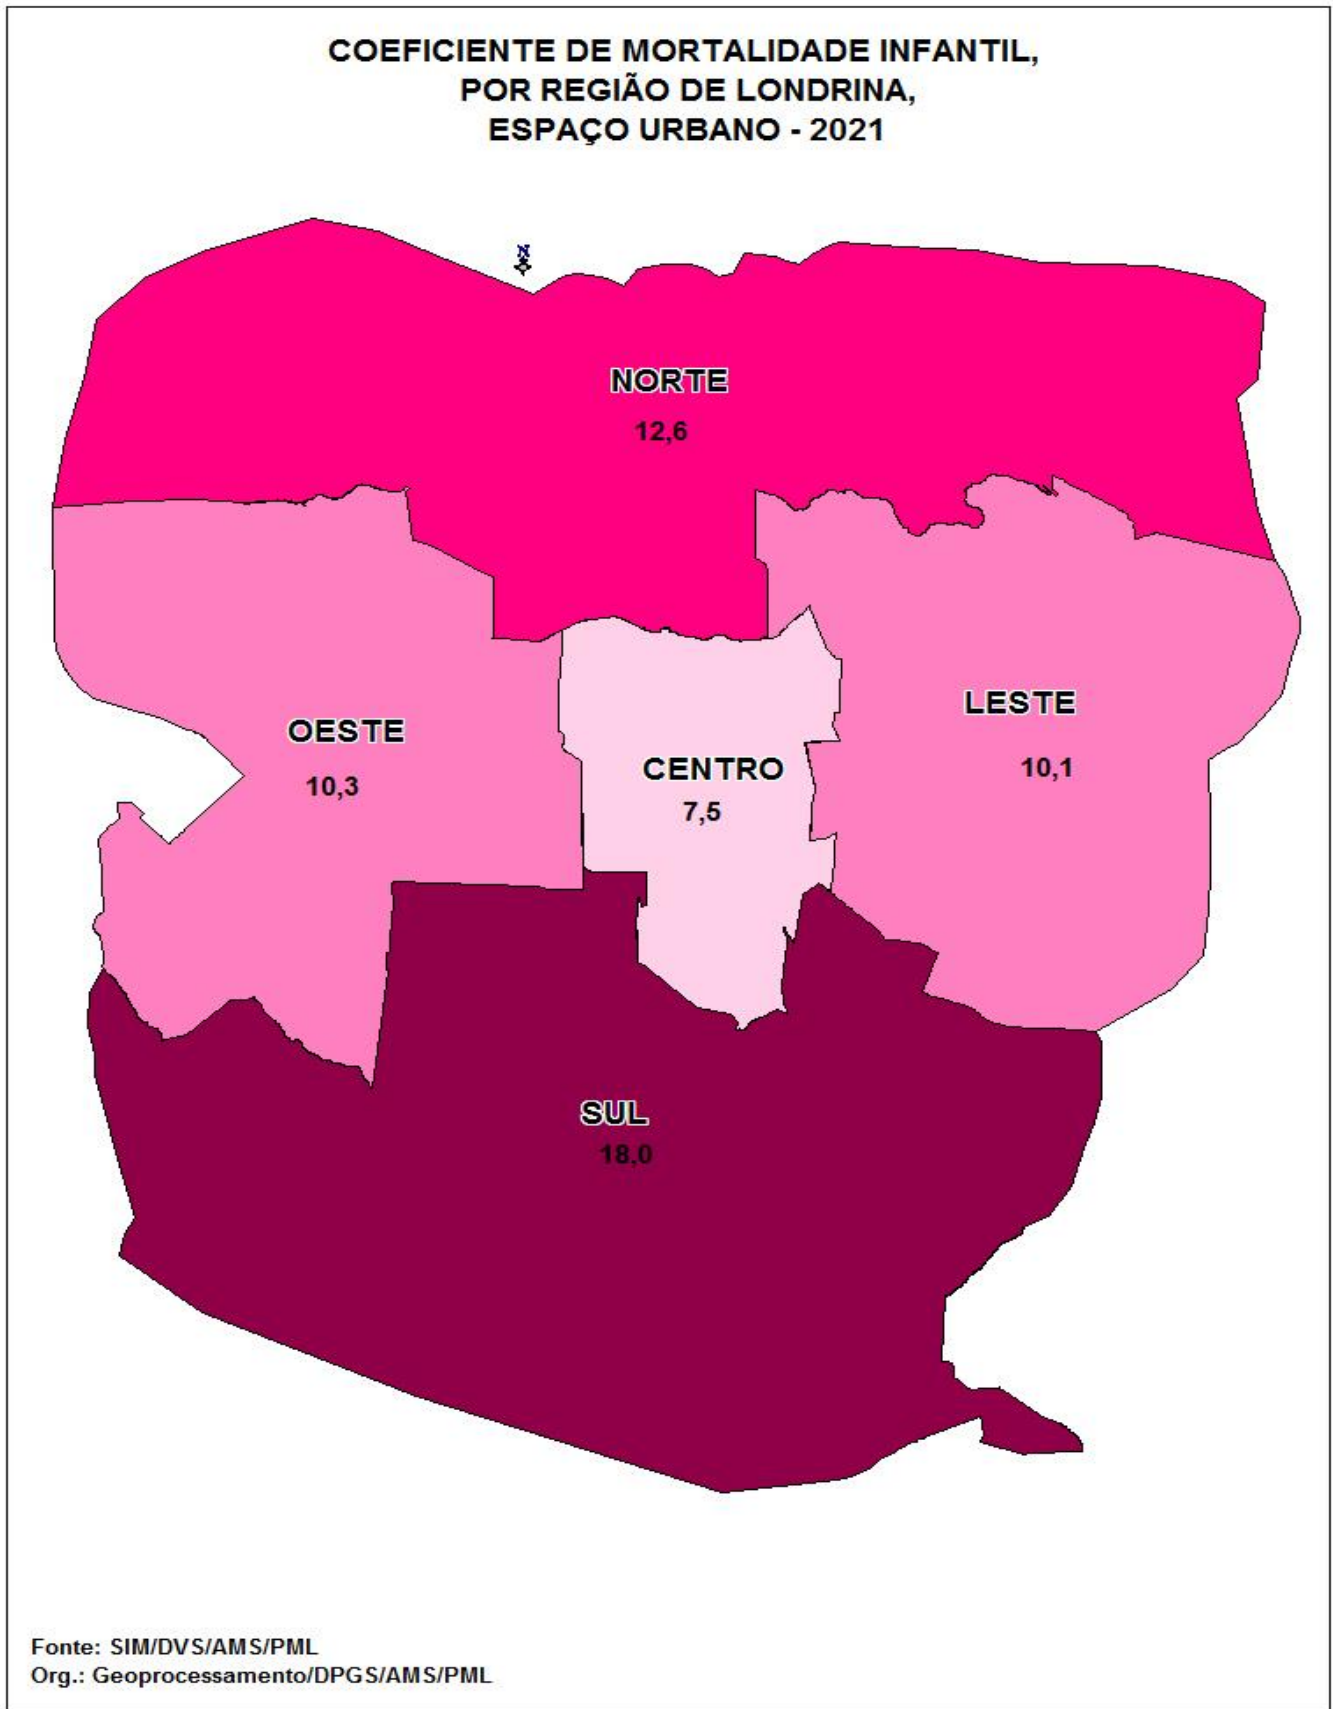 COEFICIENTE DE MORTALIDADE INFANTIL,
POR REGIÃO DE LONDRINA,
ESPAÇO URBANO - 2021
N
NORTE
12,6
OESTE
10,3
CENTRO
7,5
LESTE
10,1
SUL
18,0
Fonte: SIM/DVS/AMS/PML
Org.: Geoprocessamento/DPGS/AMS/PML